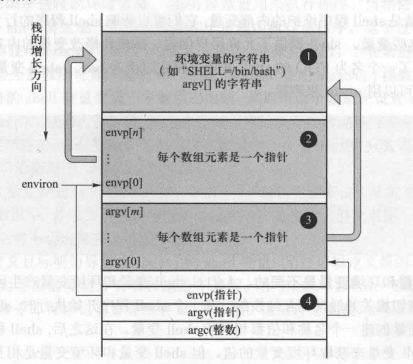 栈的增长方向
环境变量的字符串
(如 "SHELL=/bin/bash")
argv[] 的字符串
1
envp[n]
2
⋮
每个数组元素是一个指针
envp[0]
environ
argv[m]
3
⋮
每个数组元素是一个指针
argv[0]
envp(指针)
4
argv(指针)
argc(整数)